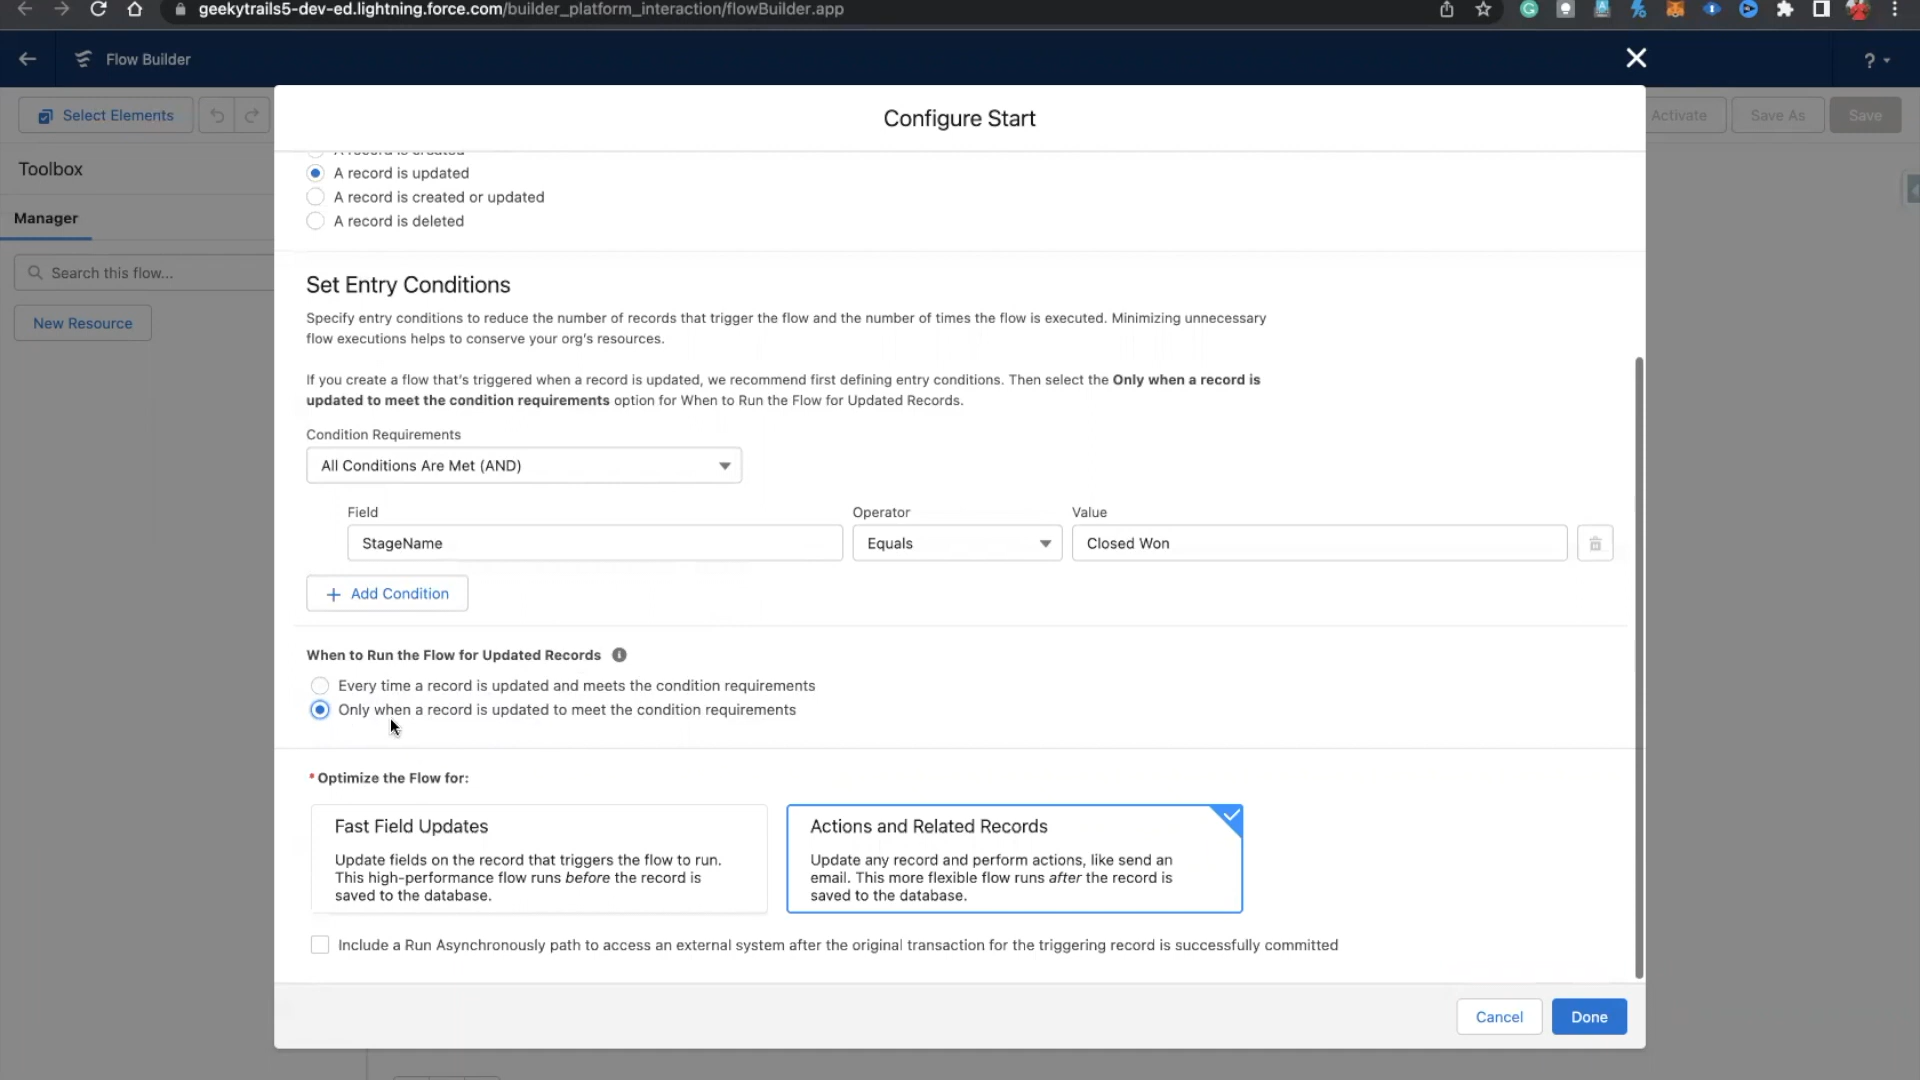 geekytrails5-dev-ed.lightning.force.com/builder_platform_interaction/flowBuilder.app
Flow Builder
?
Select Elements
Configure Start
Activate
Save As
Save
Toolbox
Manager
Search this flow...
New Resource
A record is created
A record is updated
A record is created or updated
A record is deleted
Set Entry Conditions
Specify entry conditions to reduce the number of records that trigger the flow and the number of times the flow is executed. Minimizing unnecessary
flow executions helps to conserve your org's resources.
If you create a flow that's triggered when a record is updated, we recommend first defining entry conditions. Then select the Only when a record is
updated to meet the condition requirements option for When to Run the Flow for Updated Records.
Condition Requirements
All Conditions Are Met (AND)
Field
Operator
Value
StageName
Equals
Closed Won
+ Add Condition
When to Run the Flow for Updated Records
Every time a record is updated and meets the condition requirements
Only when a record is updated to meet the condition requirements
* Optimize the Flow for:
Fast Field Updates
Update fields on the record that triggers the flow to run.
This high-performance flow runs before the record is
saved to the database.
Actions and Related Records
Update any record and perform actions, like send an
email. This more flexible flow runs after the record is
saved to the database.
Include a Run Asynchronously path to access an external system after the original transaction for the triggering record is successfully committed
Cancel
Done